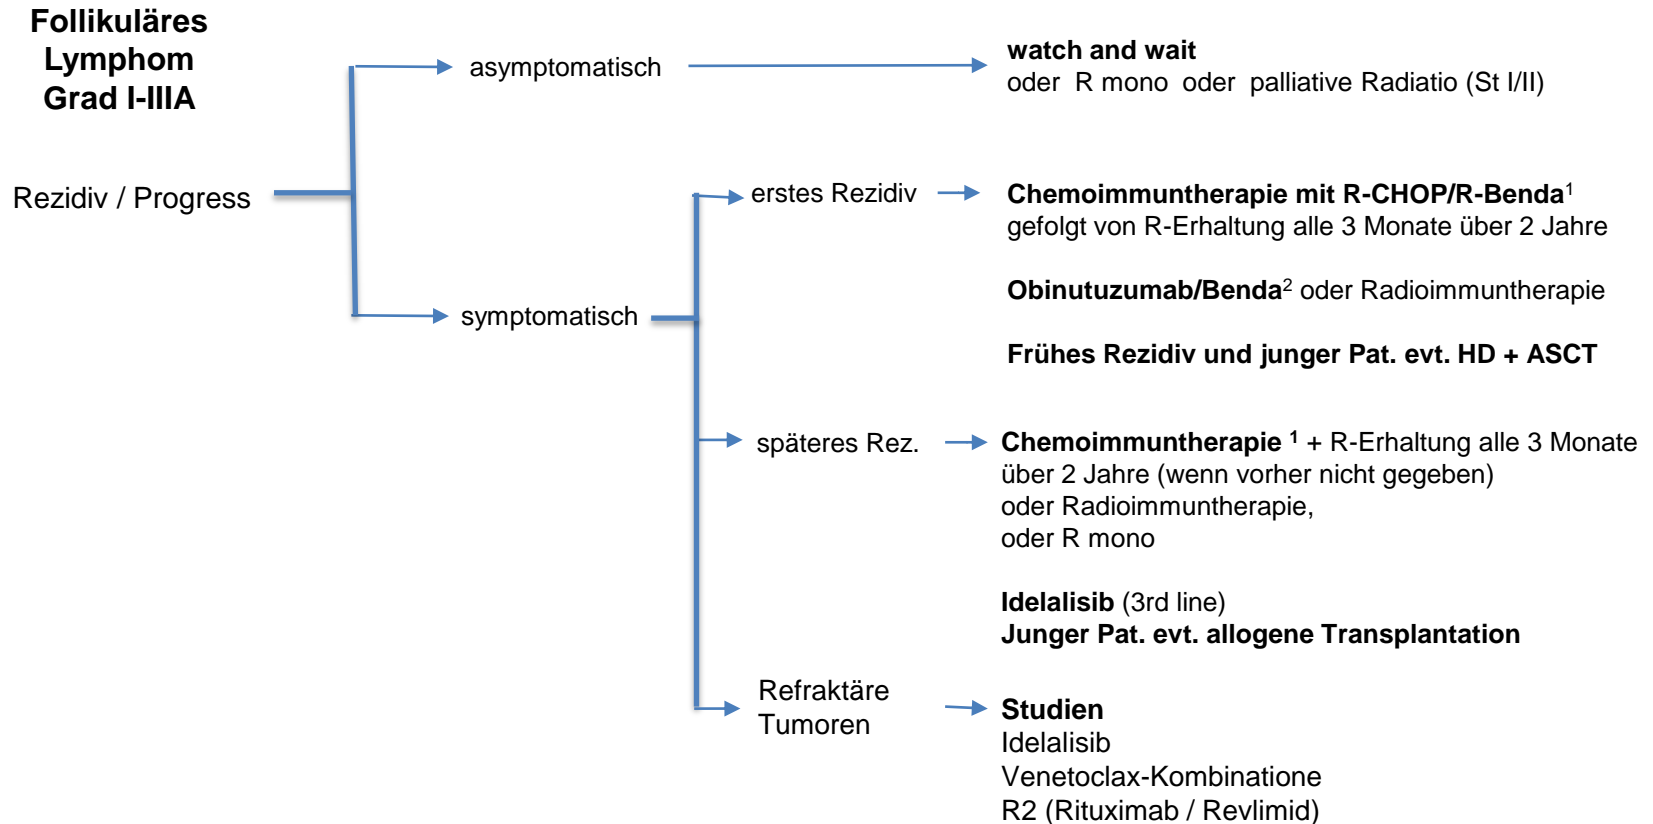 Follikuläres
Lymphom
Grad I-IIIA
asymptomatisch
watch and wait
oder R mono oder palliative Radiatio (St I/II)
Rezidiv / Progress
erstes Rezidiv
Chemoimmuntherapie mit R-CHOP/R-Benda¹
gefolgt von R-Erhaltung alle 3 Monate über 2 Jahre
Obinutuzumab/Benda² oder Radioimmuntherapie
symptomatisch
Frühes Rezidiv und junger Pat. evt. HD + ASCT
späteres Rez.
Chemoimmuntherapie ¹ + R-Erhaltung alle 3 Monate
über 2 Jahre (wenn vorher nicht gegeben)
oder Radioimmuntherapie,
oder R mono
Idelalisib (3rd line)
Junger Pat. evt. allogene Transplantation
Refraktäre
Tumoren
Studien
Idelalisib
Venetoclax-Kombinatione
R2 (Rituximab / Revlimid)